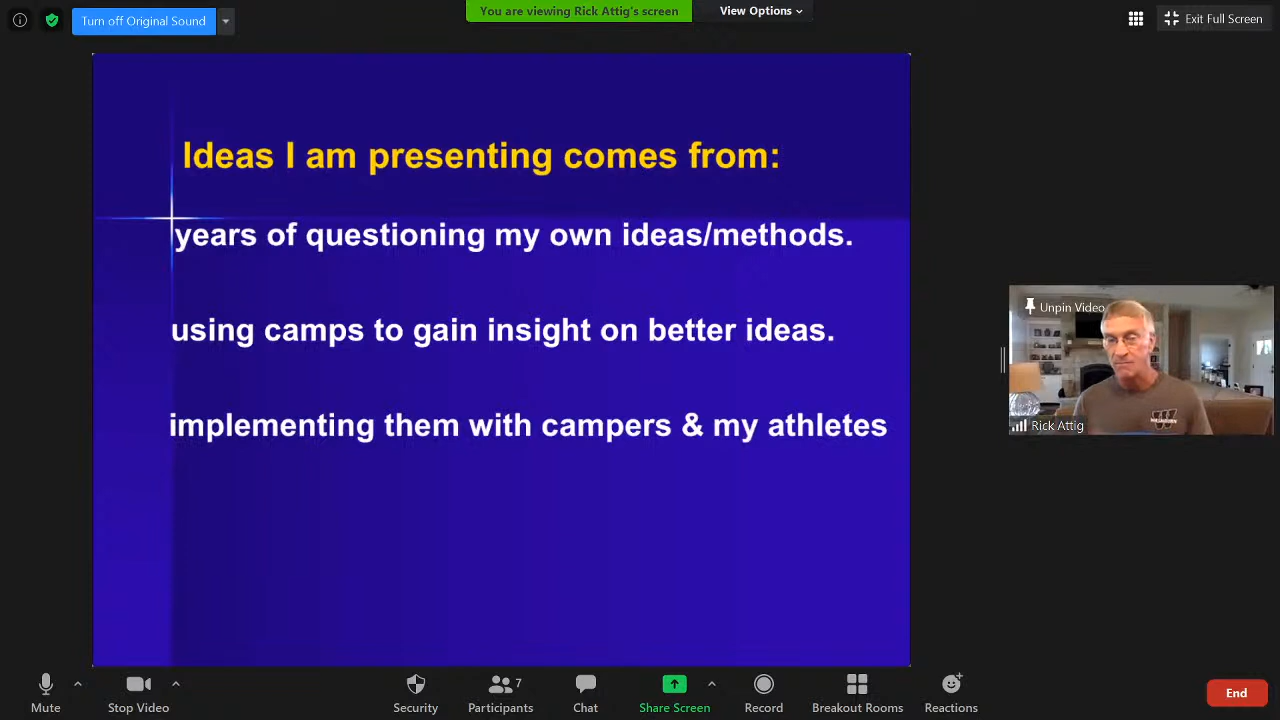 Turn off Original Sound
You are viewing Rick Attig's screen
View Options
Exit Full Screen
Ideas I am presenting comes from:
years of questioning my own ideas/methods.
using camps to gain insight on better ideas.
implementing them with campers & my athletes
Unpin Video
Rick Attig
Mute
Stop Video
Security
Participants
7
Chat
Share Screen
Record
Breakout Rooms
Reactions
End